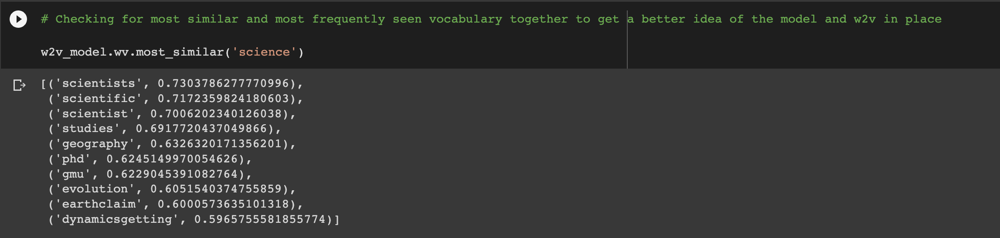 # Checking for most similar and most frequently seen vocabulary together to get a better idea of the model and w2v in place
w2v_model.wv.most_similar('science')
[('scientists', 0.7303786277770996),
('scientific', 0.7172359824180603),
('scientist', 0.7006202340126038),
('studies', 0.6917720437049866),
('geography', 0.6326320171356201),
('phd', 0.6245149970054626),
('gmu', 0.6229045391082764),
('evolution', 0.6051540374755859),
('earthclaim', 0.6000573635101318),
('dynamicsgetting', 0.5965755581855774)]